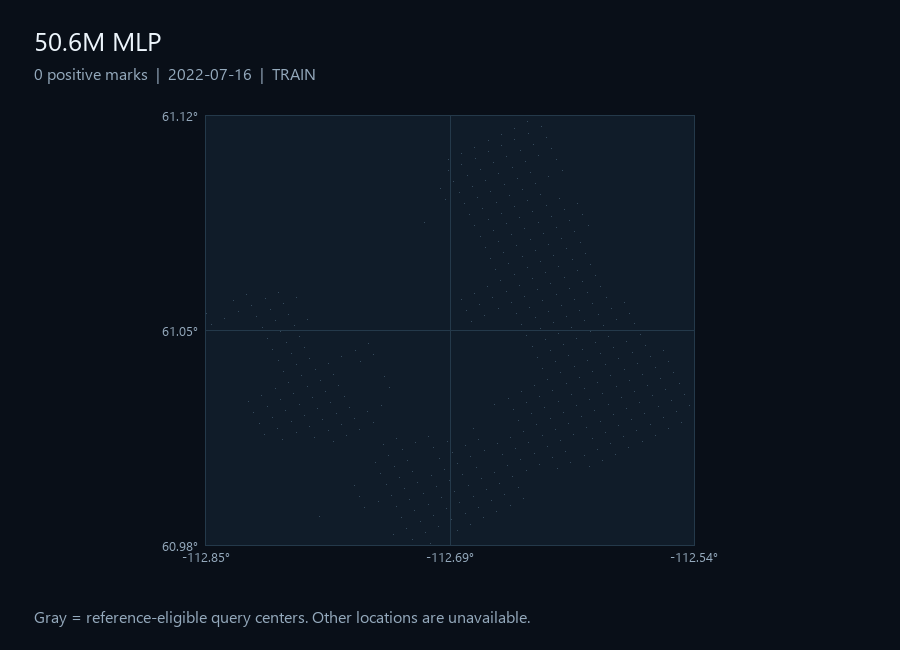 50.6M MLP
0 positive marks | 2022-07-16 | TRAIN
61.12°
61.05°
60.98°
-112.85°
-112.69°
-112.54°
Gray = reference-eligible query centers. Other locations are unavailable.